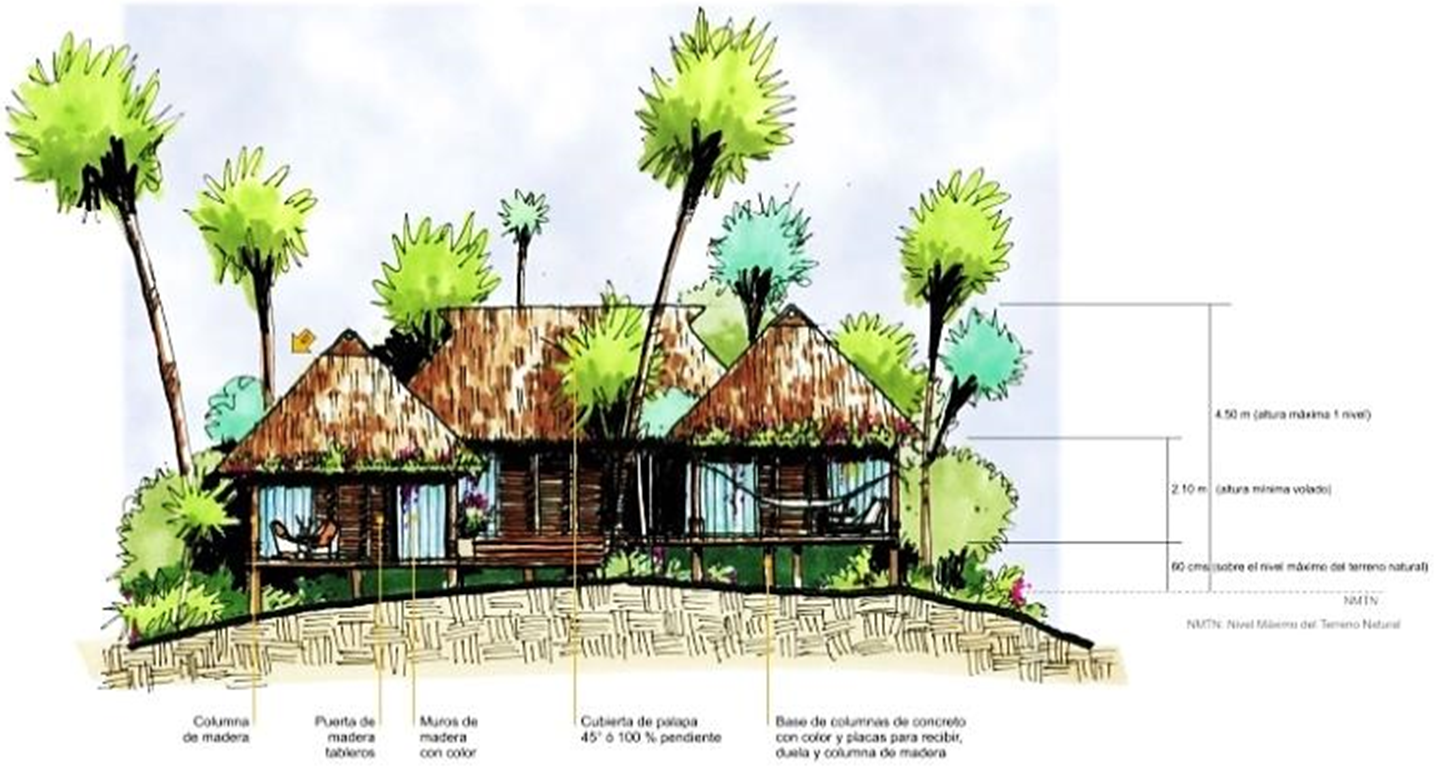 4.50 m (altura máxima 1 nivel)
2.10 m (altura mínima volado)
60 cms (sobre el nivel máximo del terreno natural)
NMTN
NMTN: Nivel Máximo del Terreno Natural
Columna
de madera
Puerta de
madera
tableros
Muros de
madera
con color
Cubierta de palapa
45° ó 100 % pendiente
Base de columnas de concreto
con color y placas para recibir,
duela y columna de madera